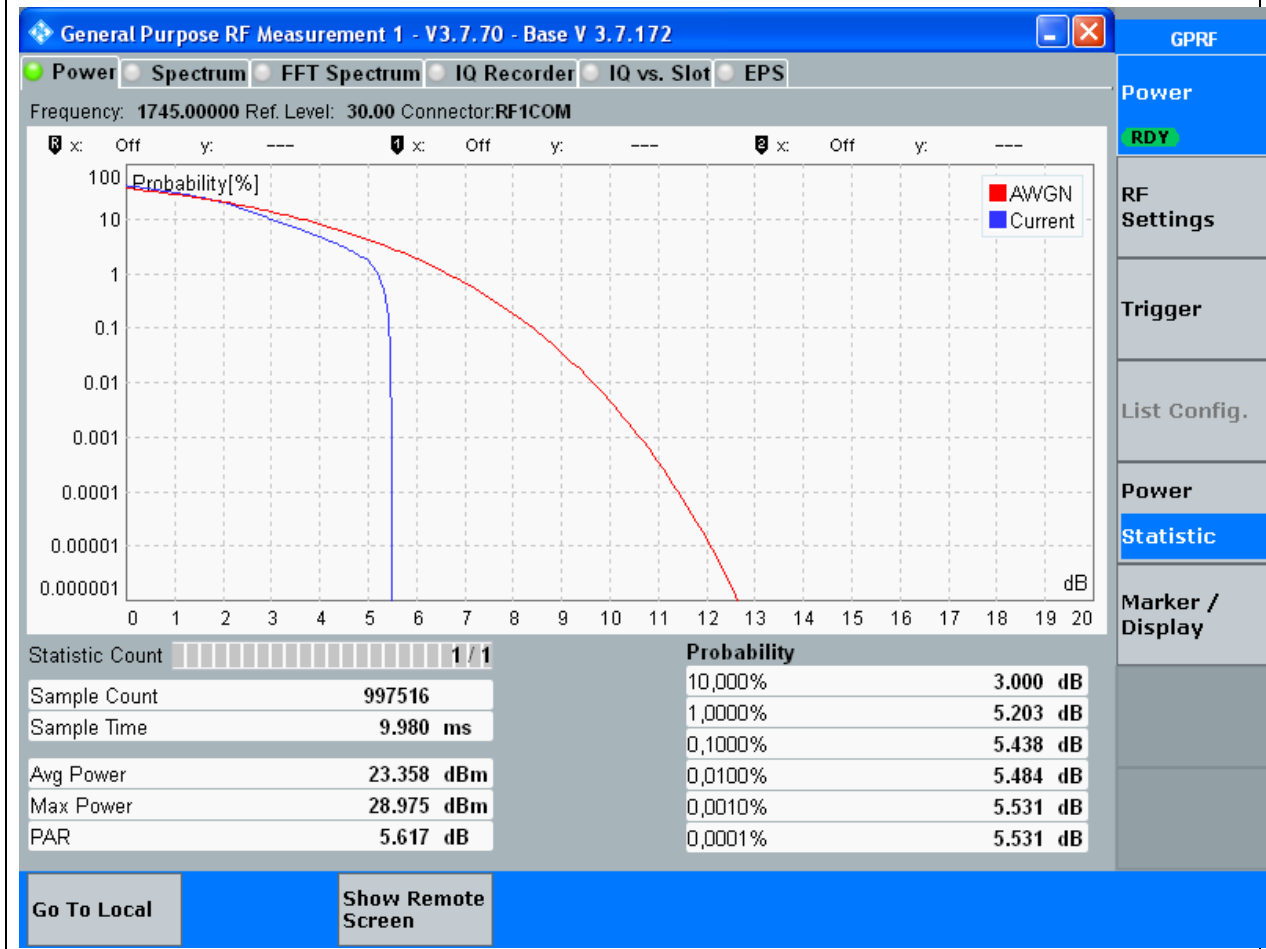 General Purpose RF Measurement 1 - V3.7.70 - Base V 3.7.172
GPRF
Power Spectrum FFT Spectrum IQ Recorder IQ vs. Slot EPS
Power
RDY
Frequency: 1745.00000 Ref. Level: 30.00 Connector:RF1COM
R x: Off y: --- 1 x: Off y: --- 2 x: Off y: ---
Probability[%]
AWGN
Current
100
10
1
0.1
0.01
0.001
0.0001
0.00001
0.000001
dB
0 1 2 3 4 5 6 7 8 9 10 11 12 13 14 15 16 17 18 19 20
RF Settings
Trigger
List Config.
Power
Statistic
Marker / Display
Statistic Count 1 / 1
Sample Count 997516
Sample Time 9.980 ms
Avg Power 23.358 dBm
Max Power 28.975 dBm
PAR 5.617 dB
Probability
10,000% 3.000 dB
1,0000% 5.203 dB
0,1000% 5.438 dB
0,0100% 5.484 dB
0,0010% 5.531 dB
0,0001% 5.531 dB
Go To Local
Show Remote Screen